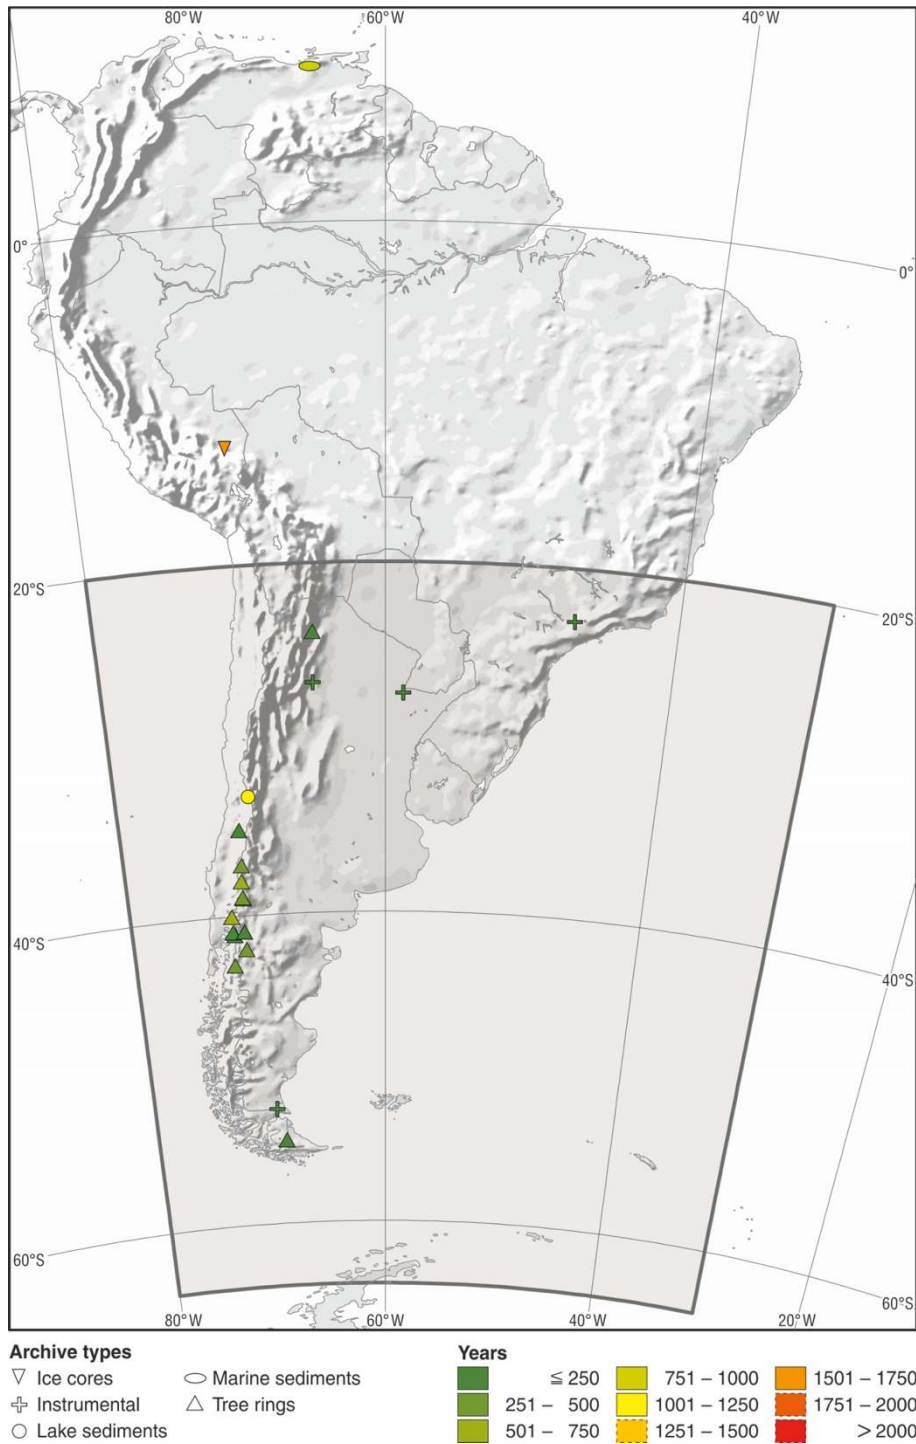 80°W 60°W 40°W
0° 0°
20°S 20°S
40°S 40°S
60°S 60°S
80°W 60°W 40°W 20°W
Archive types
Ice cores
Instrumental
Lake sediments
Marine sediments
Tree rings
Years
≦ 250
251 – 500
501 – 750
751 – 1000
1001 – 1250
1251 – 1500
1501 – 1750
1751 – 2000
> 2000